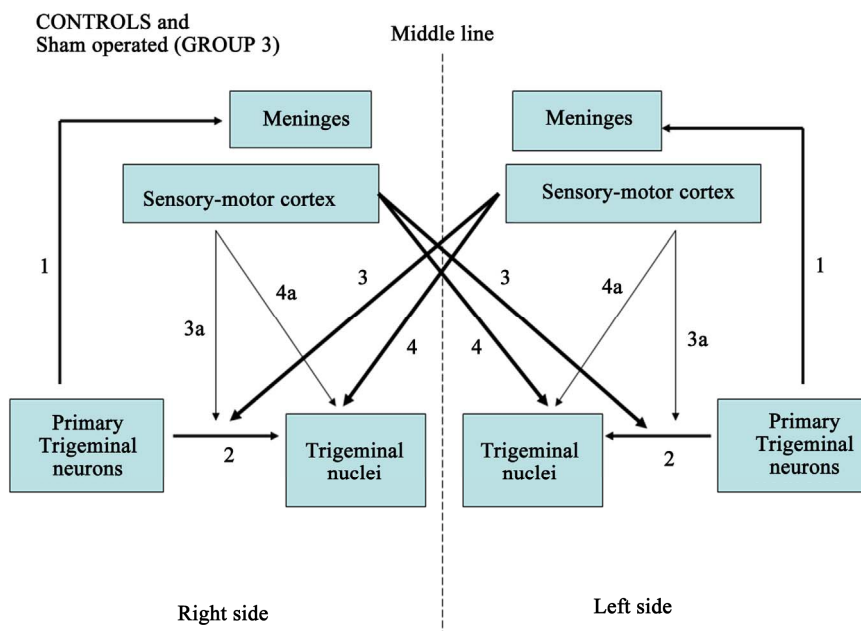 CONTROLS and
Sham operated (GROUP 3)
Middle line
Meninges
Meninges
Sensory-motor cortex
Sensory-motor cortex
1
3
3
1
4a
4a
3a
3a
4
4
Primary
Trigeminal
neurons
2
Trigeminal
nuclei
Trigeminal
nuclei
2
Primary
Trigeminal
neurons
Right side
Left side